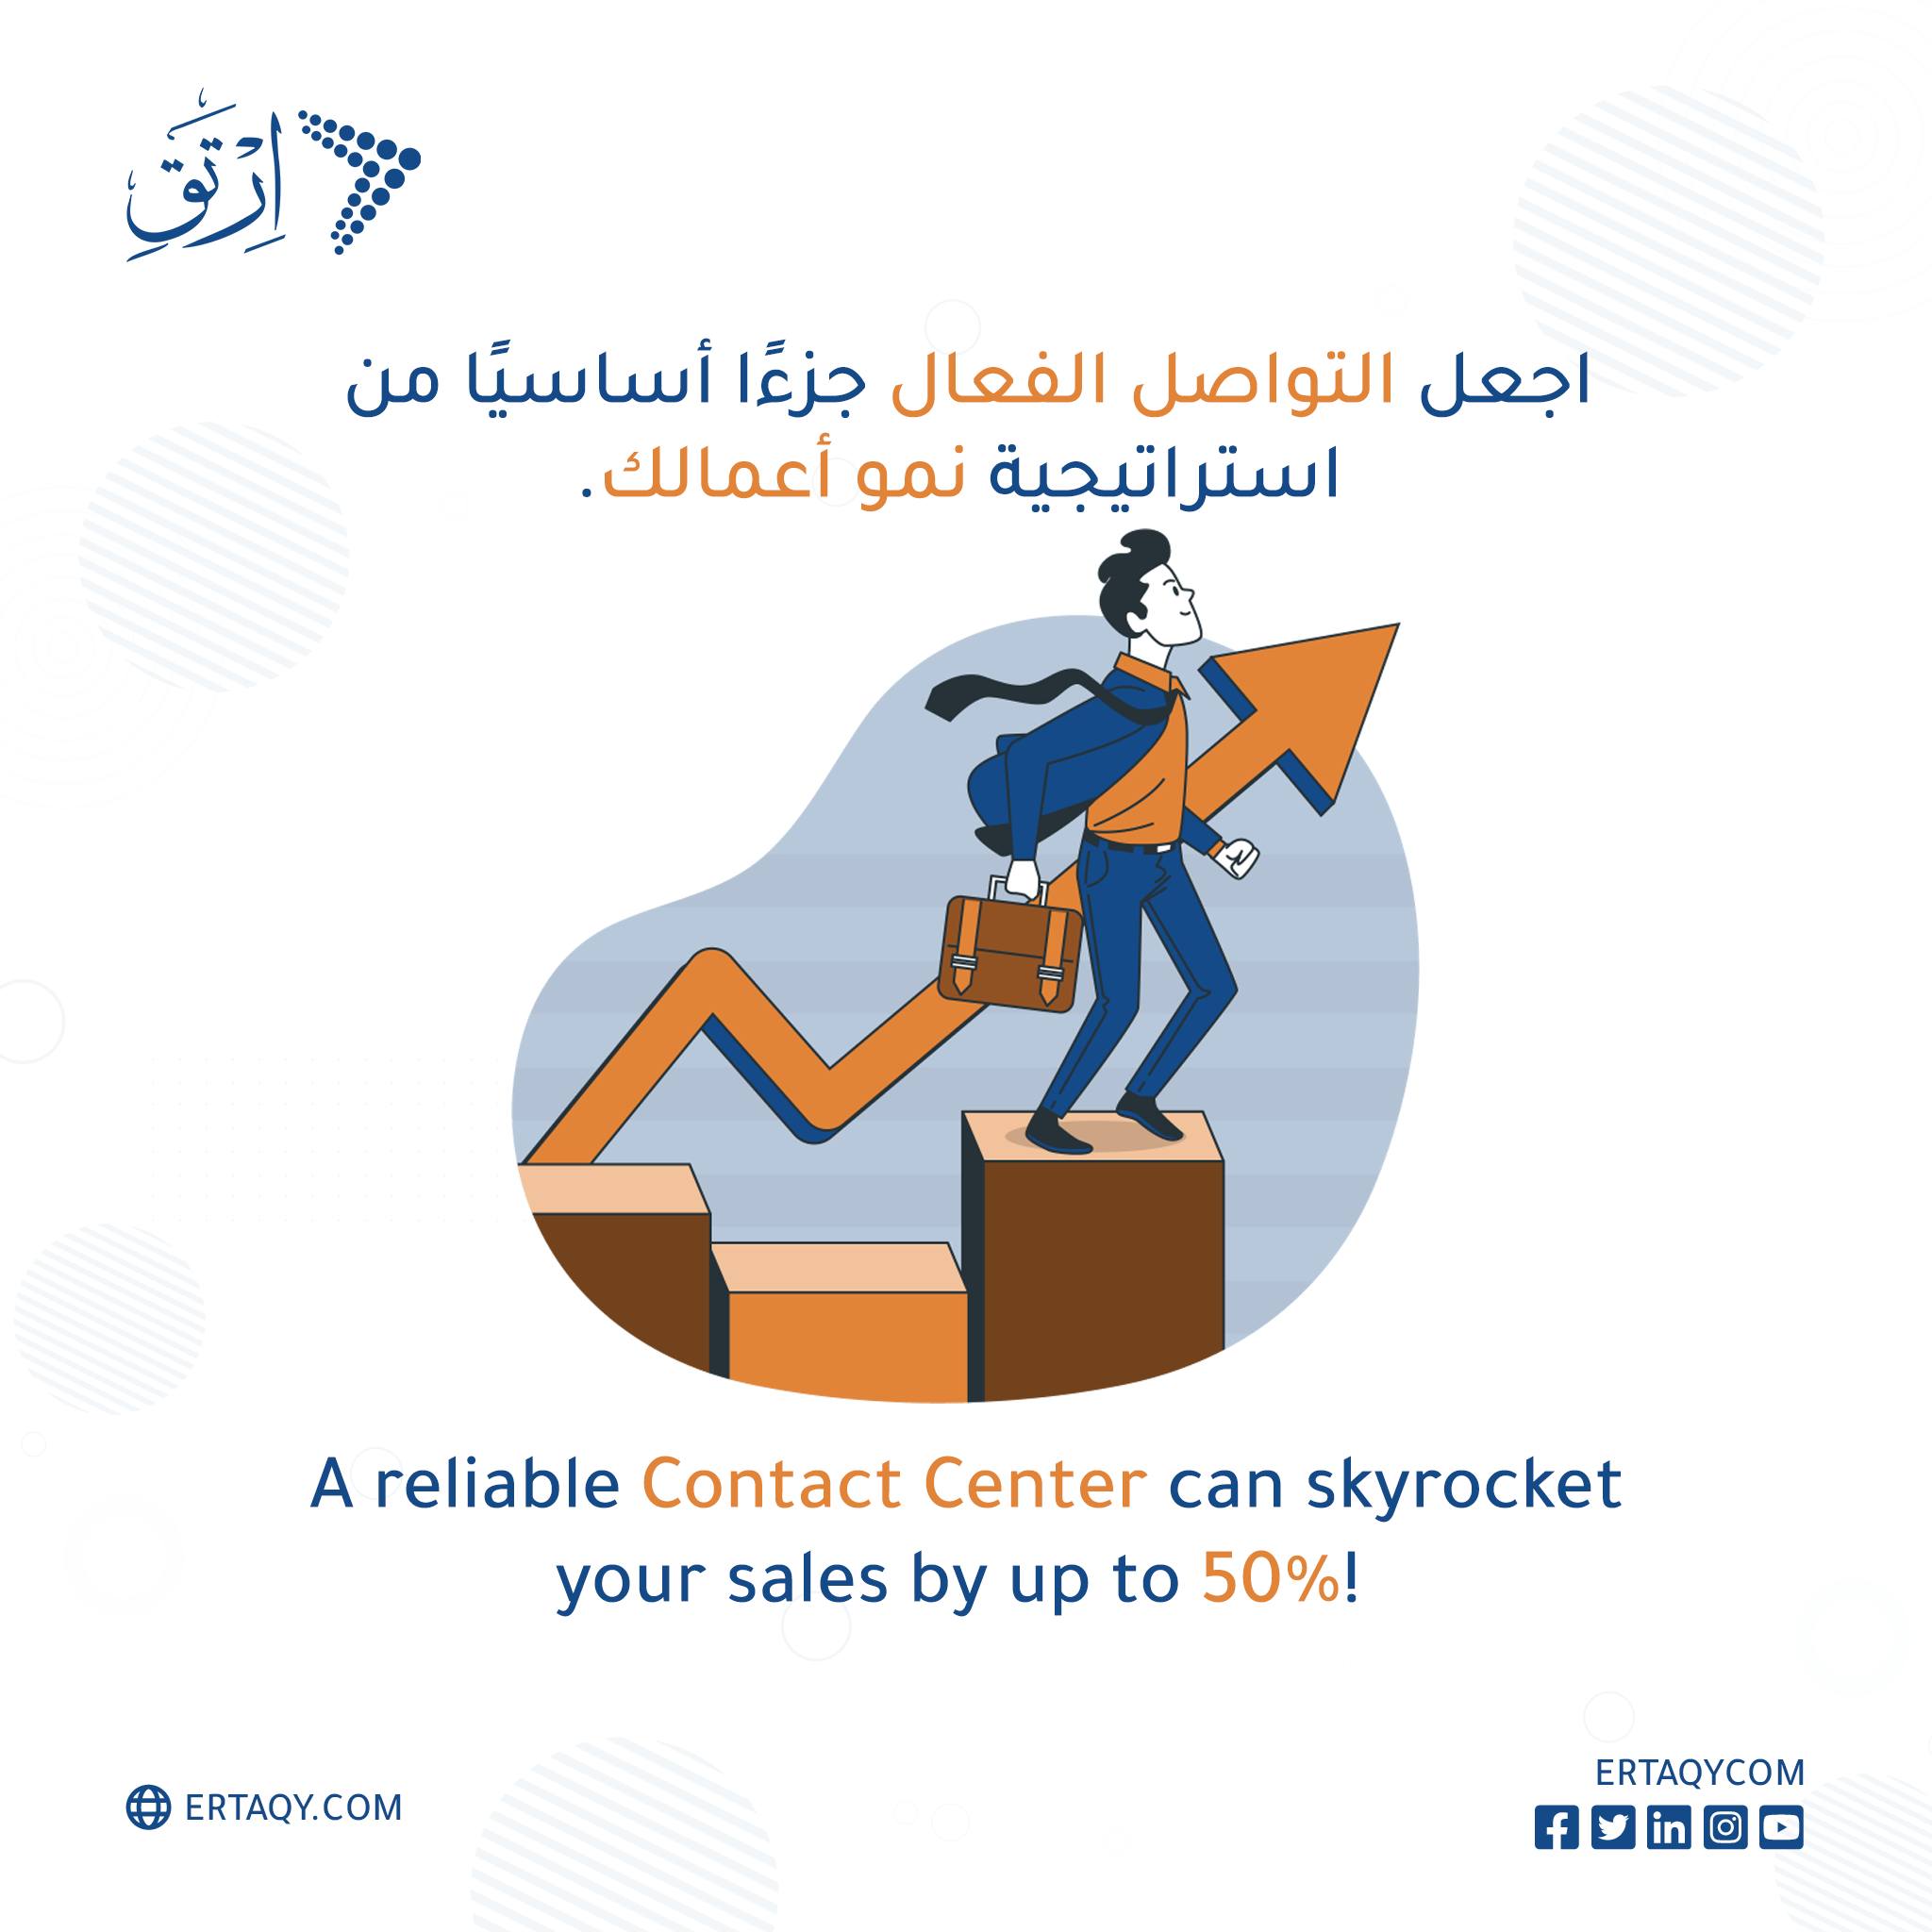 اِرْتَقِ
اجعل التواصل الفعال جزءًا أساسيًا من
استراتيجية نمو أعمالك.
A reliable Contact Center can skyrocket
your sales by up to 50%!
ERTAQY.COM
ERTAQYCOM